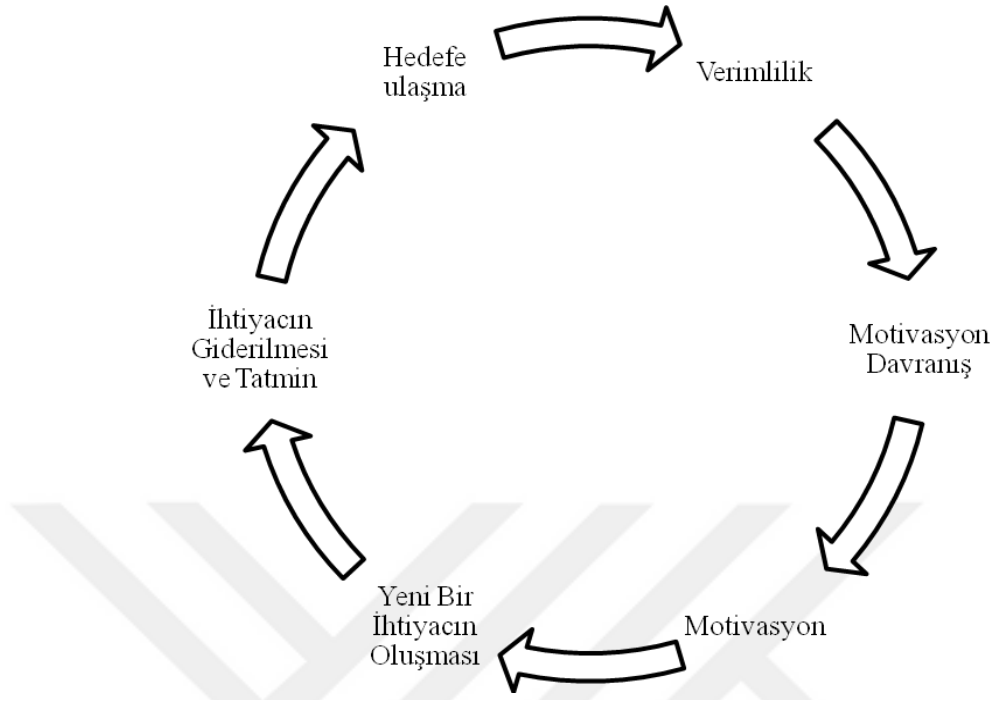 Hedefe
ulaşma
Verimlilik
Motivasyon
Davranış
Motivasyon
Yeni Bir
İhtiyacın
Oluşması
İhtiyacın
Giderilmesi
ve Tatmin